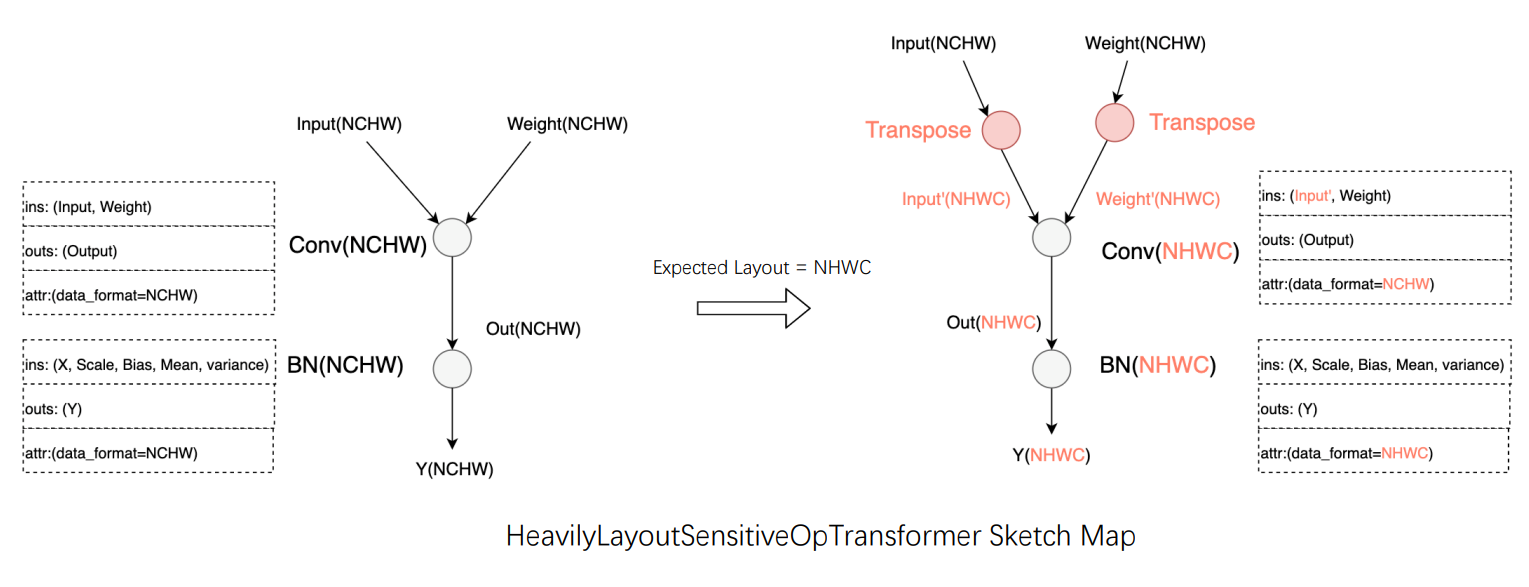 Input(NCHW)
Weight(NCHW)
ins: (Input, Weight)
outs: (Output)
attr:(data_format=NCHW)
Conv(NCHW)
Out(NCHW)
ins: (X, Scale, Bias, Mean, variance)
outs: (Y)
attr:(data_format=NCHW)
BN(NCHW)
Y(NCHW)
Expected Layout = NHWC
Input(NCHW)
Weight(NCHW)
Transpose
Transpose
Input'(NHWC)
Weight'(NHWC)
Conv(NHWC)
ins: (Input', Weight)
outs: (Output)
attr:(data_format=NCHW)
Out(NHWC)
BN(NHWC)
ins: (X, Scale, Bias, Mean, variance)
outs: (Y)
attr:(data_format=NHWC)
Y(NHWC)
HeavilyLayoutSensitiveOpTransformer Sketch Map